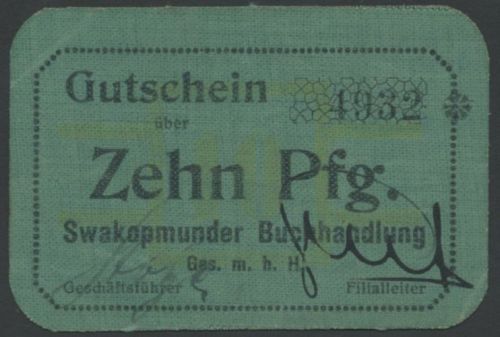 Gutschein 4932
über
Zehn Pfg.
Swakopmunder Buchhandlung
Ges. m. b. H.
Geschäftsführer Filialleiter